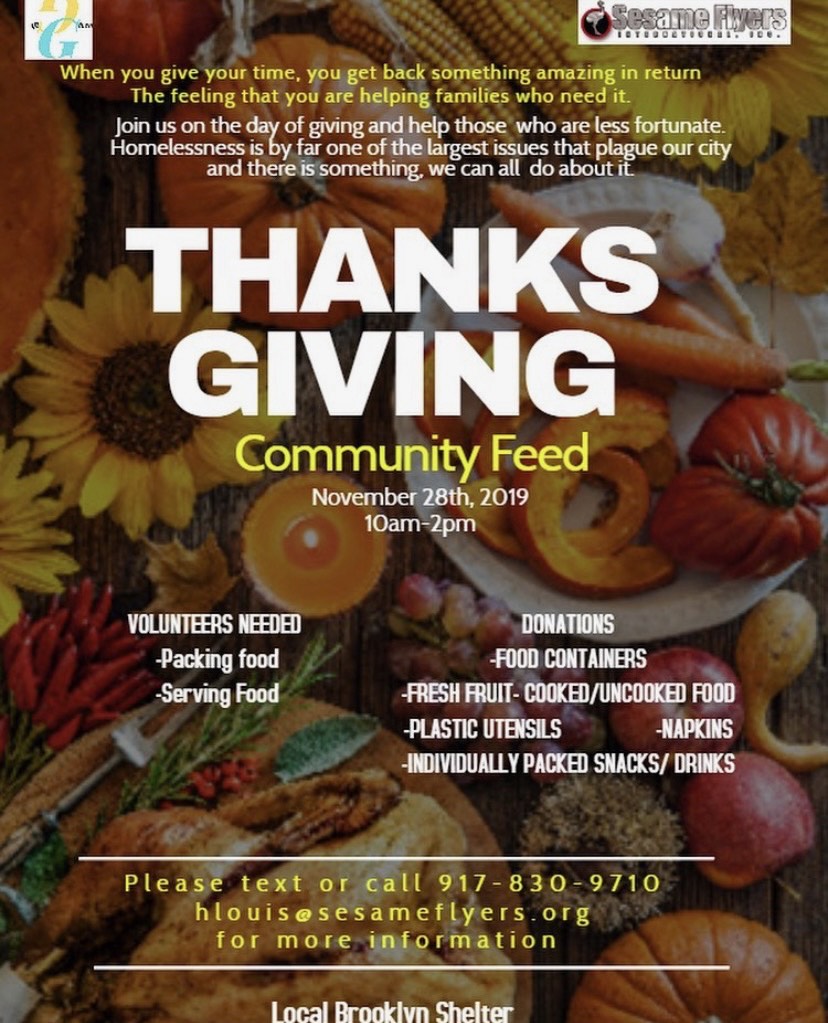 Sesame Flyers
INTERNATIONAL, INC.
When you give your time, you get back something amazing in return
The feeling that you are helping families who need it.
Join us on the day of giving and help those who are less fortunate.
Homelessness is by far one of the largest issues that plague our city
and there is something, we can all do about it.
THANKS
GIVING
Community Feed
November 28th, 2019
10am-2pm
VOLUNTEERS NEEDED
-Packing food
-Serving Food
DONATIONS
-FOOD CONTAINERS
-FRESH FRUIT- COOKED/UNCOOKED FOOD
-PLASTIC UTENSILS -NAPKINS
-INDIVIDUALLY PACKED SNACKS/ DRINKS
Please text or call 917-830-9710
hlouis@sesameflyers.org
for more information
Local Brooklyn Shelter